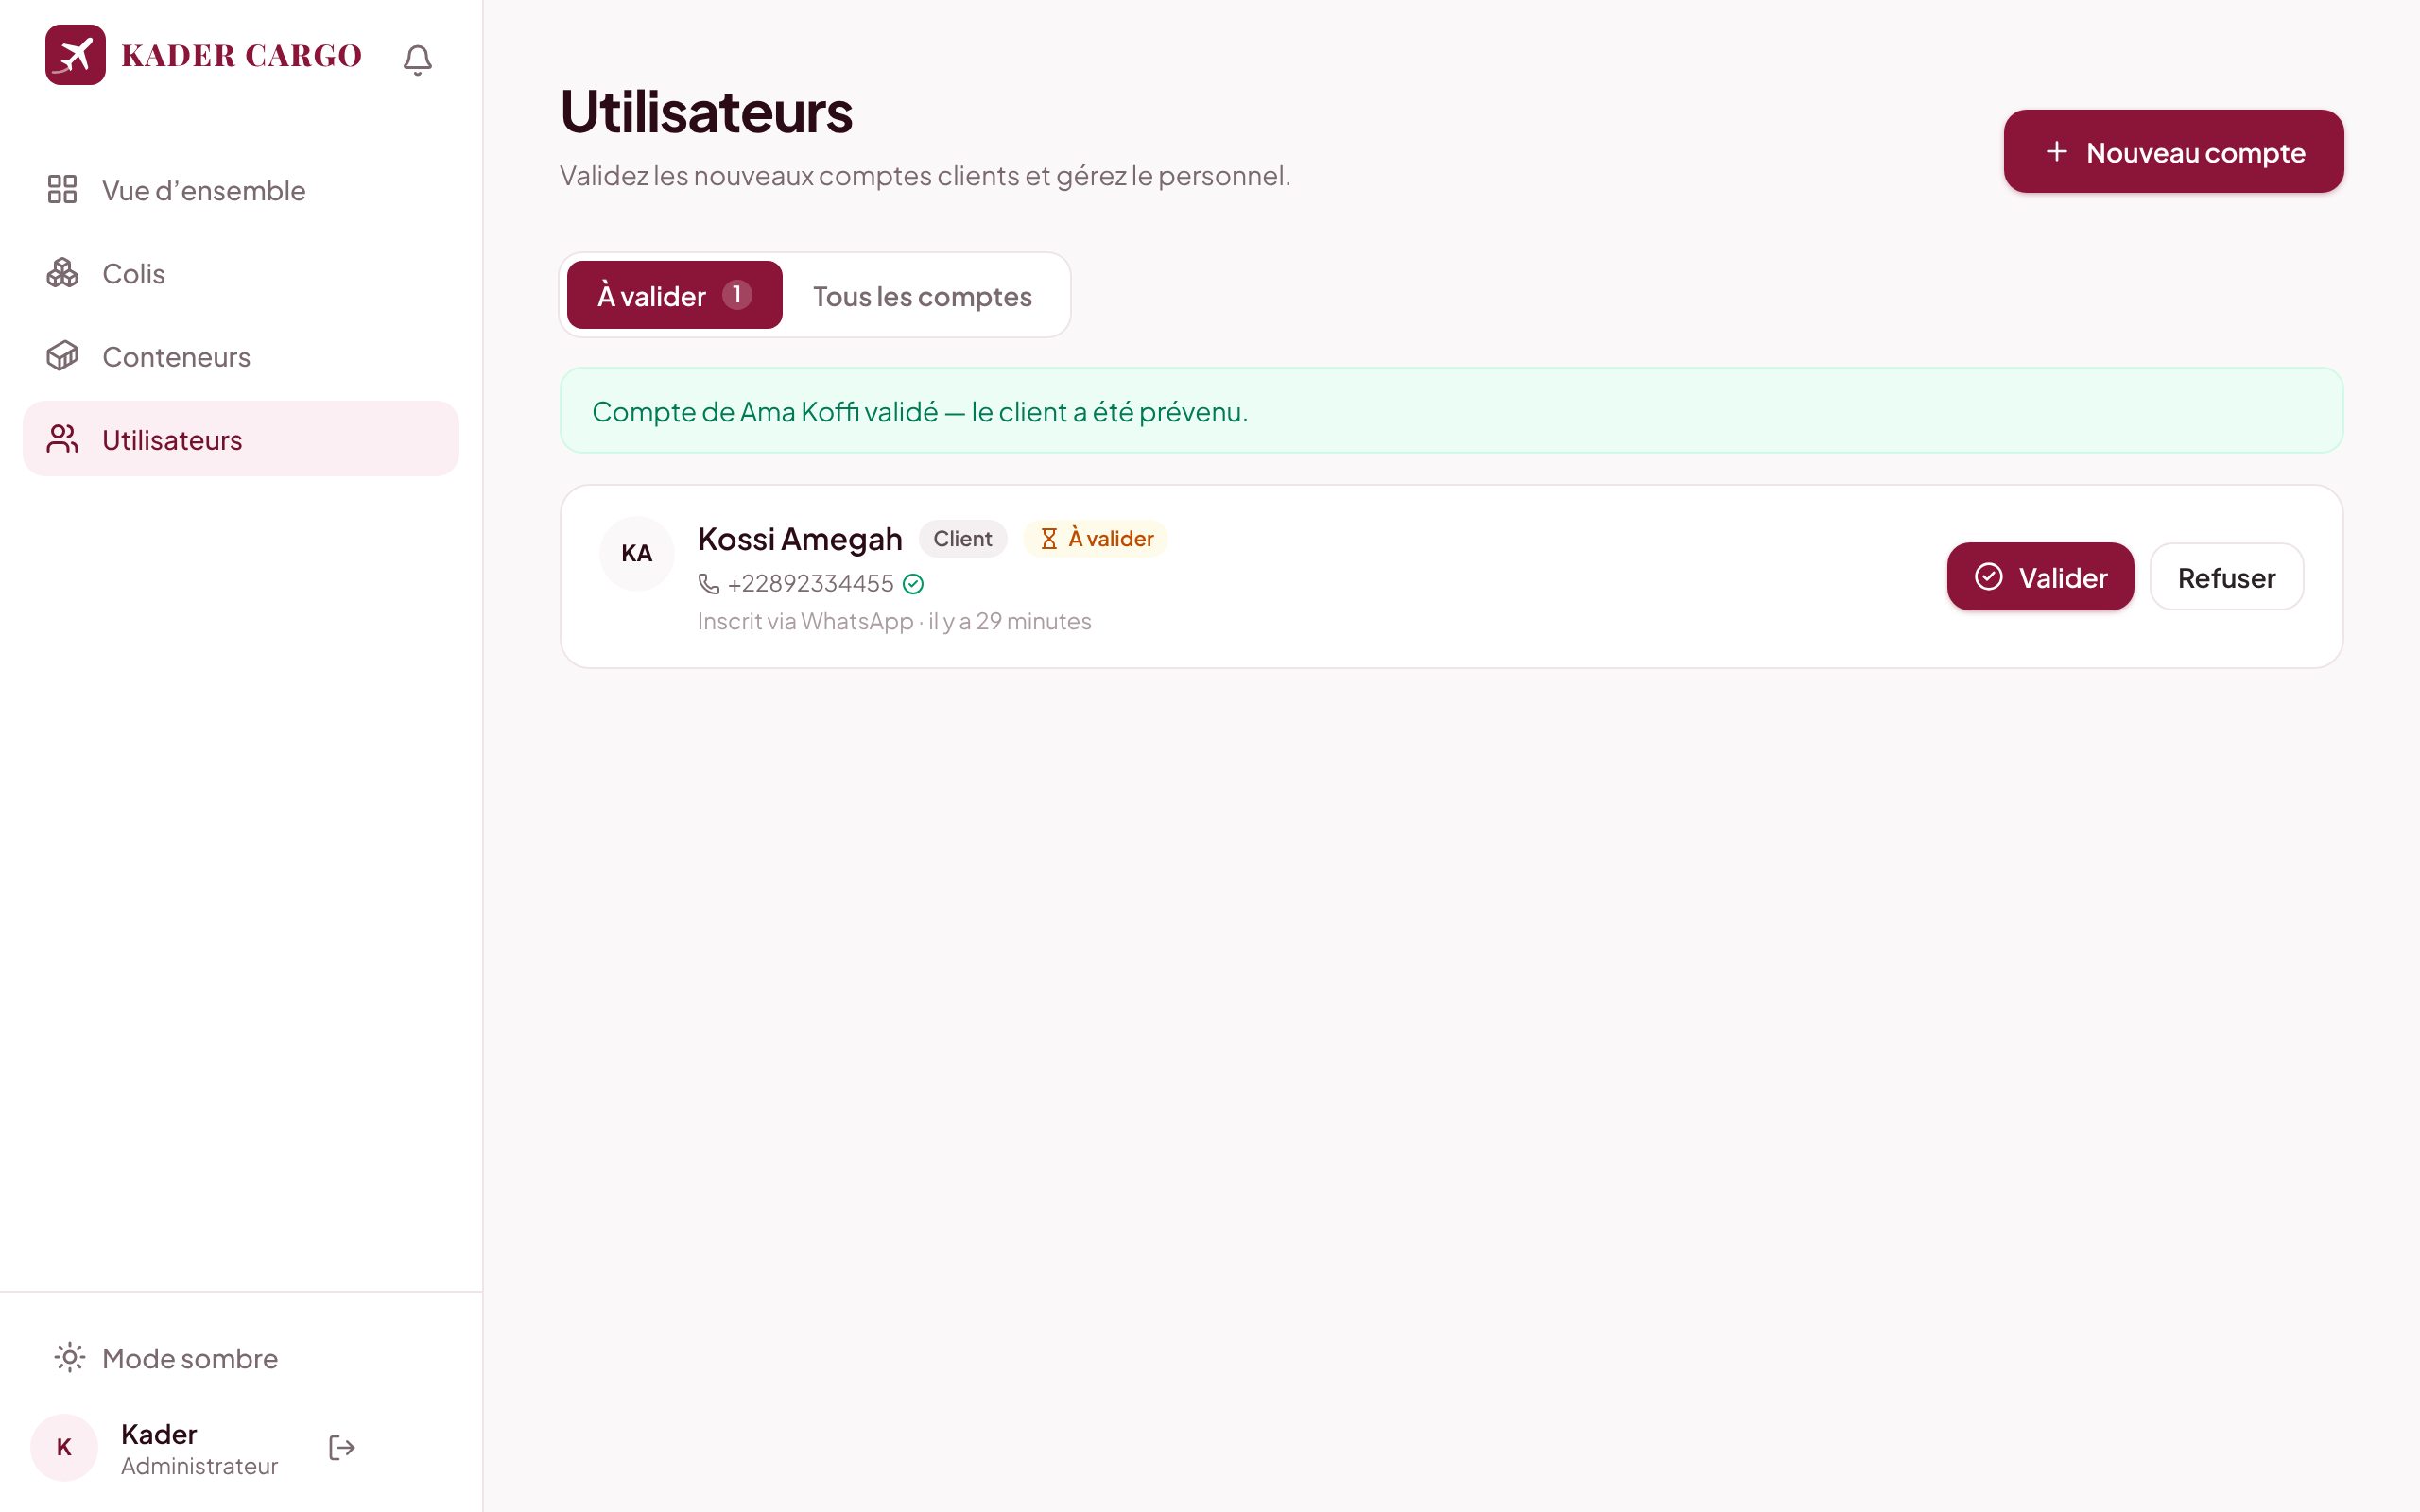 KADER CARGO
Vue d’ensemble
Colis
Conteneurs
Utilisateurs
Mode sombre
K
Kader
Administrateur
Utilisateurs
Validez les nouveaux comptes clients et gérez le personnel.
Nouveau compte
À valider 1
Tous les comptes
Compte de Ama Koffi validé — le client a été prévenu.
KA
Kossi Amegah Client À valider
+22892334455
Inscrit via WhatsApp · il y a 29 minutes
Valider
Refuser